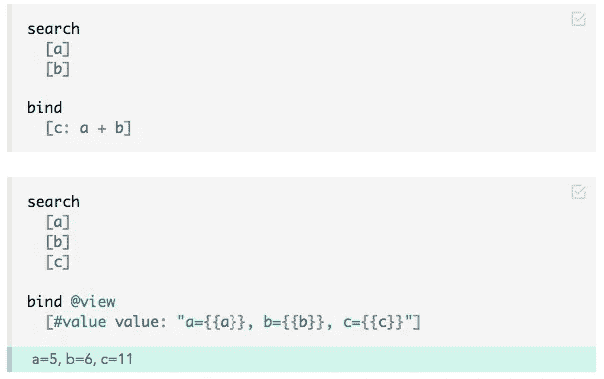 search
[a]
[b]
bind
[c: a + b]
search
[a]
[b]
[c]
bind @view
[#value value: "a={{a}}, b={{b}}, c={{c}}"]
a=5, b=6, c=11